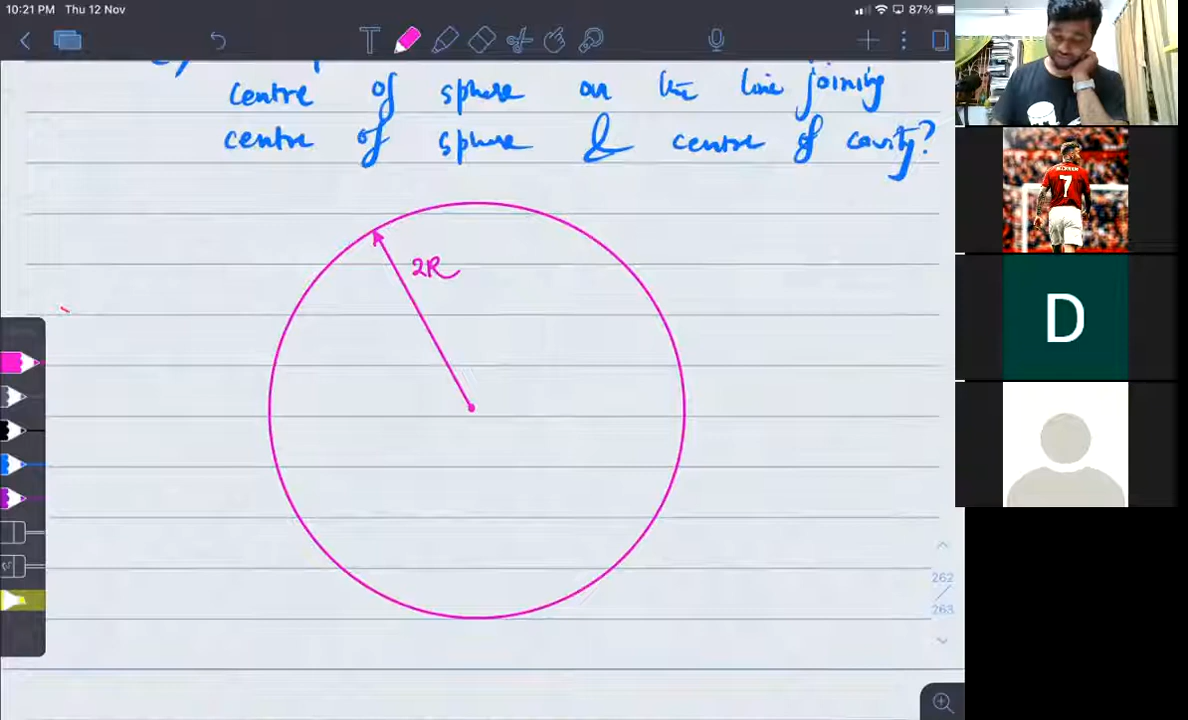 10:21 PM Thu 12 Nov
87%
T
centre of sphere on the line joining
centre of sphere & centre of cavity?
2R
7
D
262
263